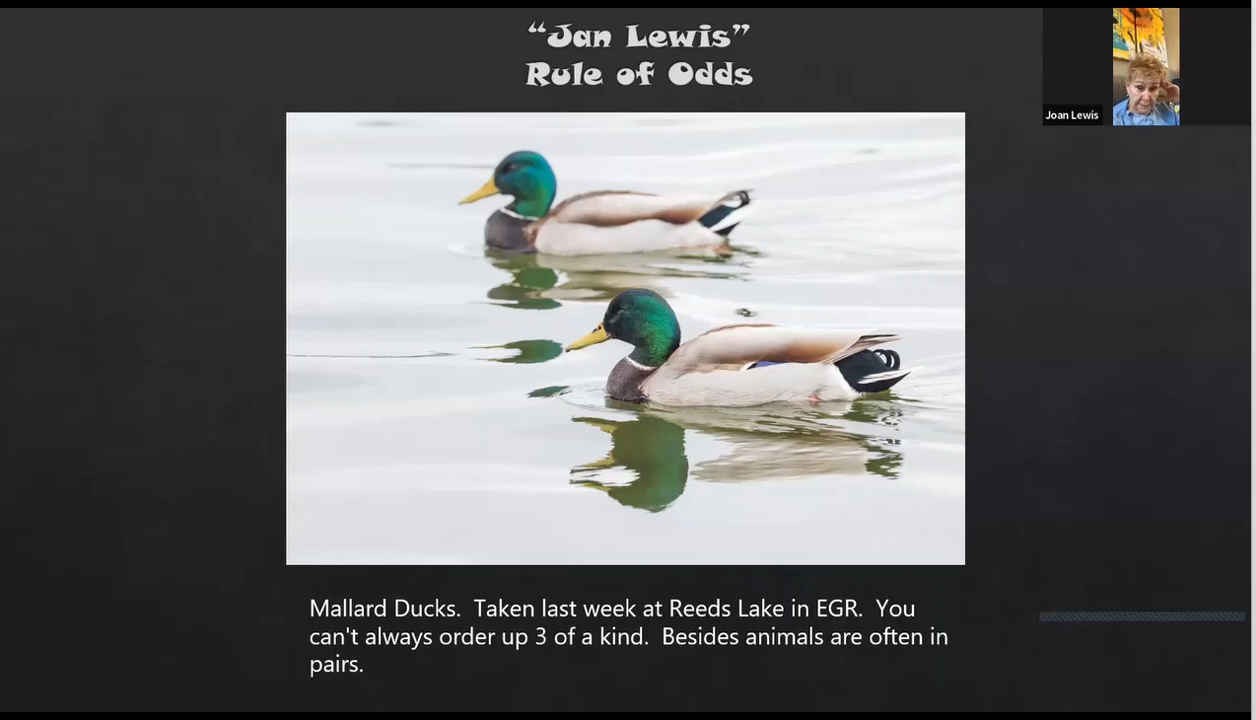 “Jan Lewis”
Rule of Odds
Joan Lewis
Mallard Ducks.  Taken last week at Reeds Lake in EGR.  You
can't always order up 3 of a kind.  Besides animals are often in
pairs.